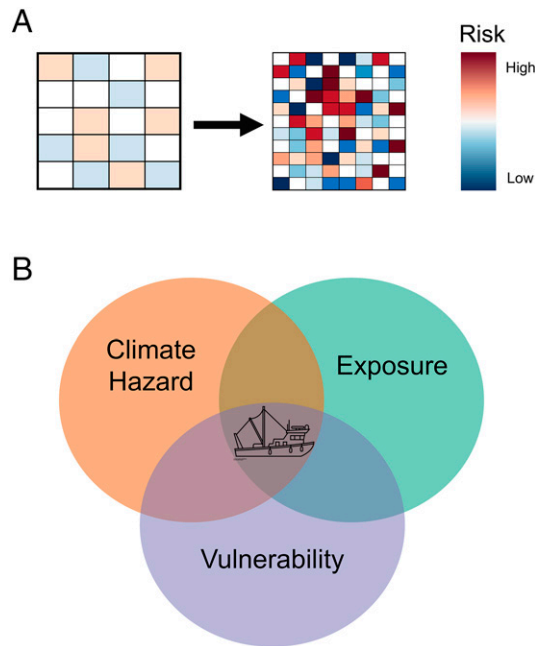 A
Risk
High
Low
B
Climate
Hazard
Exposure
Vulnerability